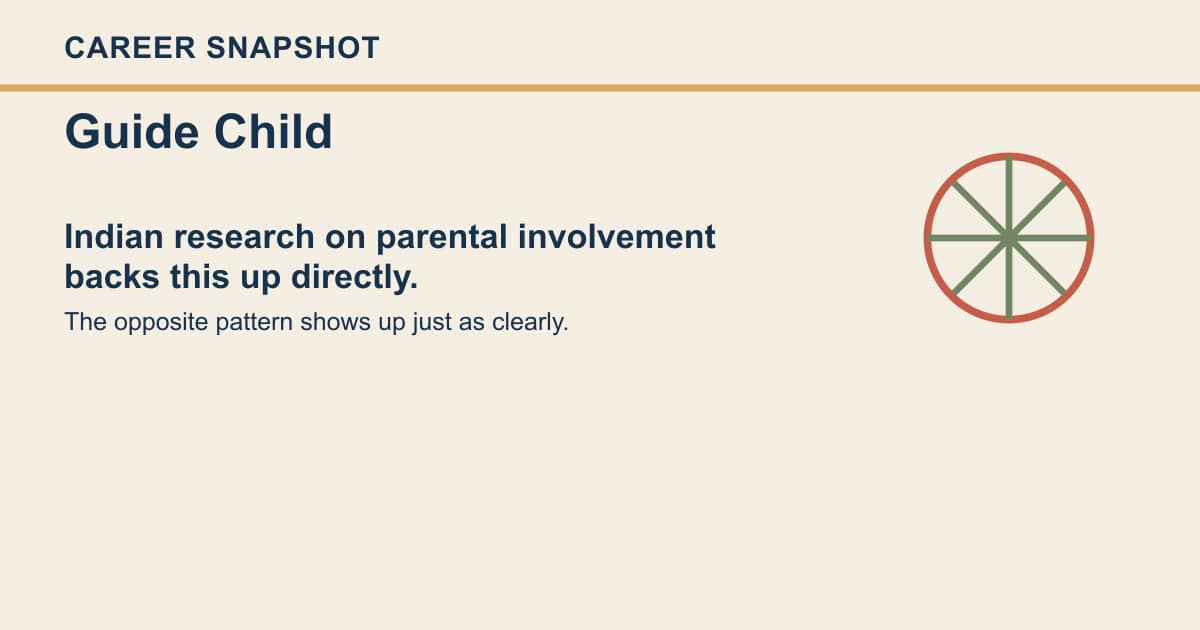 CAREER SNAPSHOT
Guide Child
Indian research on parental involvement
backs this up directly.
The opposite pattern shows up just as clearly.